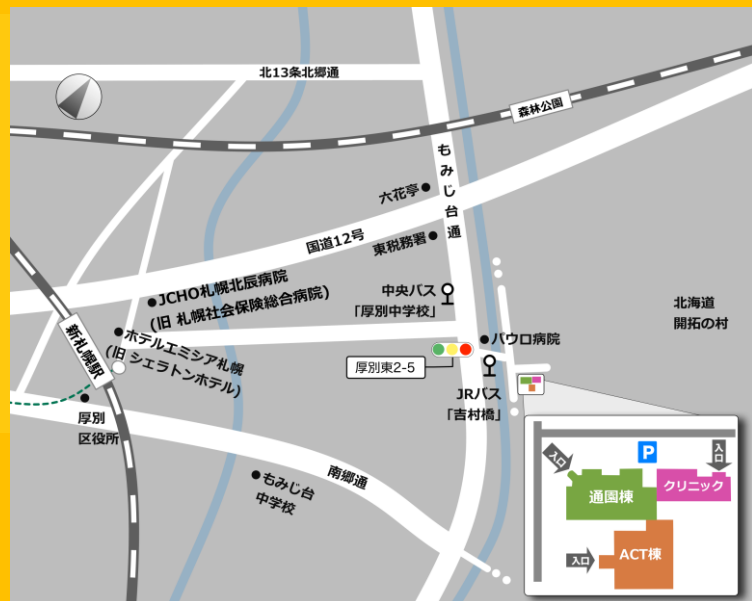 北13条北郷通
森林公園
もみじ台通
六花亭
国道12号
東税務署
JCHO札幌北辰病院
(旧 札幌社会保険総合病院)
中央バス
「厚別中学校」
北海道
開拓の村
新札幌駅
ホテルエミシア札幌
(旧 シェラトンホテル)
パウロ病院
厚別東2-5
JRバス
「吉村橋」
厚別
区役所
南郷通
もみじ台
中学校
入口
P
入口
通園棟
クリニック
入口
ACT棟